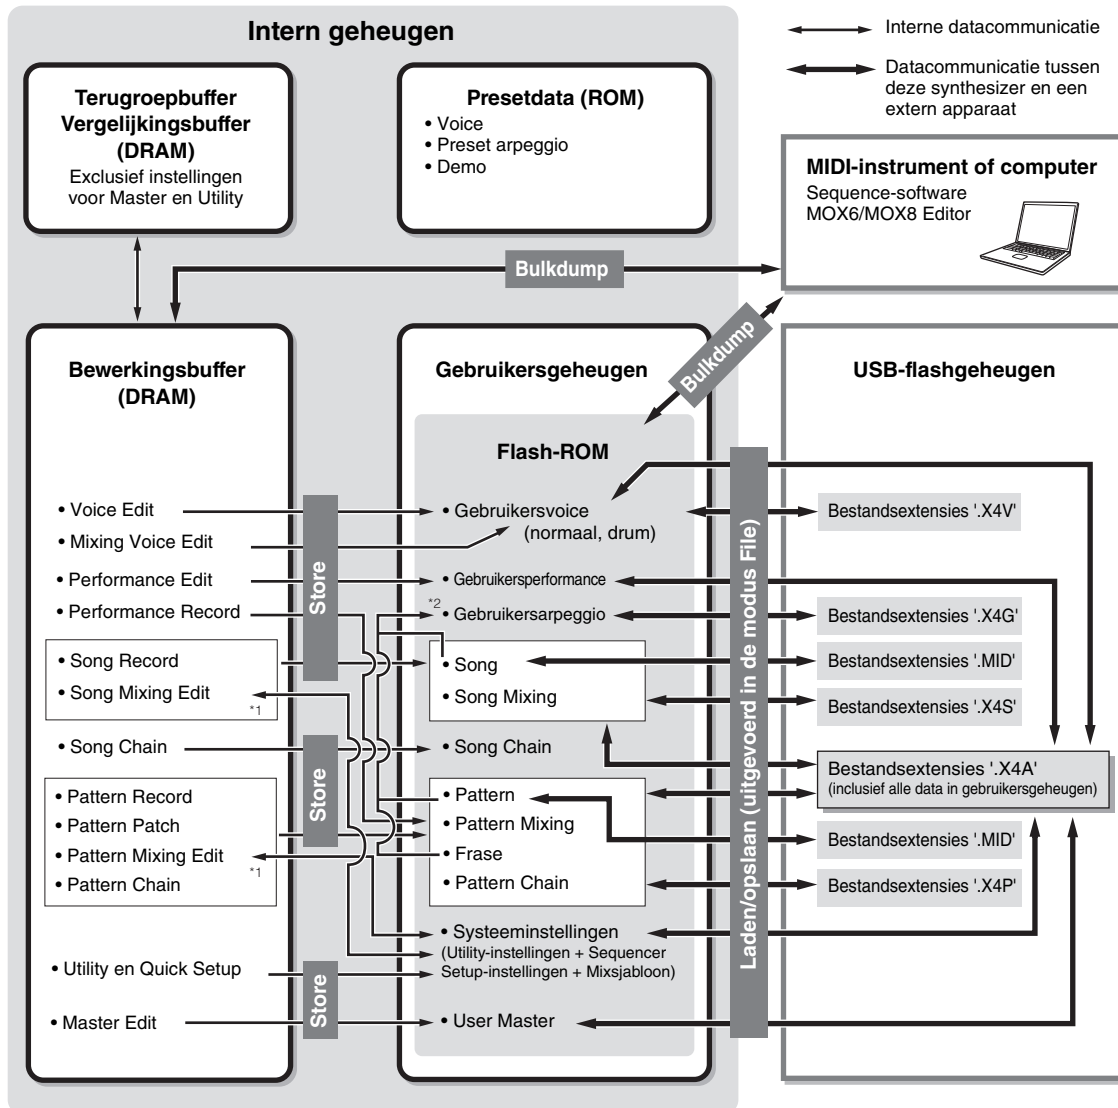 Intern geheugen
Interne datacommunicatie
Datacommunicatie tussen
deze synthesizer en een
extern apparaat
Terugroepbuffer
Vergelijkingsbuffer
(DRAM)
Exclusief instellingen
voor Master en Utility
Presetdata (ROM)
• Voice
• Preset arpeggio
• Demo
MIDI-instrument of computer
Sequence-software
MOX6/MOX8 Editor
Bulkdump
Bulkdump
Bewerkingsbuffer
(DRAM)
• Voice Edit
• Mixing Voice Edit
• Performance Edit
• Performance Record
• Song Record
• Song Mixing Edit
*1
• Song Chain
• Pattern Record
• Pattern Patch
• Pattern Mixing Edit
*1
• Pattern Chain
• Utility en Quick Setup
• Master Edit
Store
Store
Store
Gebruikersgeheugen
Flash-ROM
• Gebruikersvoice
(normaal, drum)
• Gebruikersperformance
*2
• Gebruikersarpeggio
• Song
• Song Mixing
• Song Chain
• Pattern
• Pattern Mixing
• Frase
• Pattern Chain
• Systeeminstellingen
(Utility-instellingen + Sequencer
Setup-instellingen + Mixsjabloon)
• User Master
Laden/opslaan (uitgevoerd in de modus File)
USB-flashgeheugen
Bestandsextensies '.X4V'
Bestandsextensies '.X4G'
Bestandsextensies '.MID'
Bestandsextensies '.X4S'
Bestandsextensies '.X4A'
(inclusief alle data in gebruikersgeheugen)
Bestandsextensies '.MID'
Bestandsextensies '.X4P'